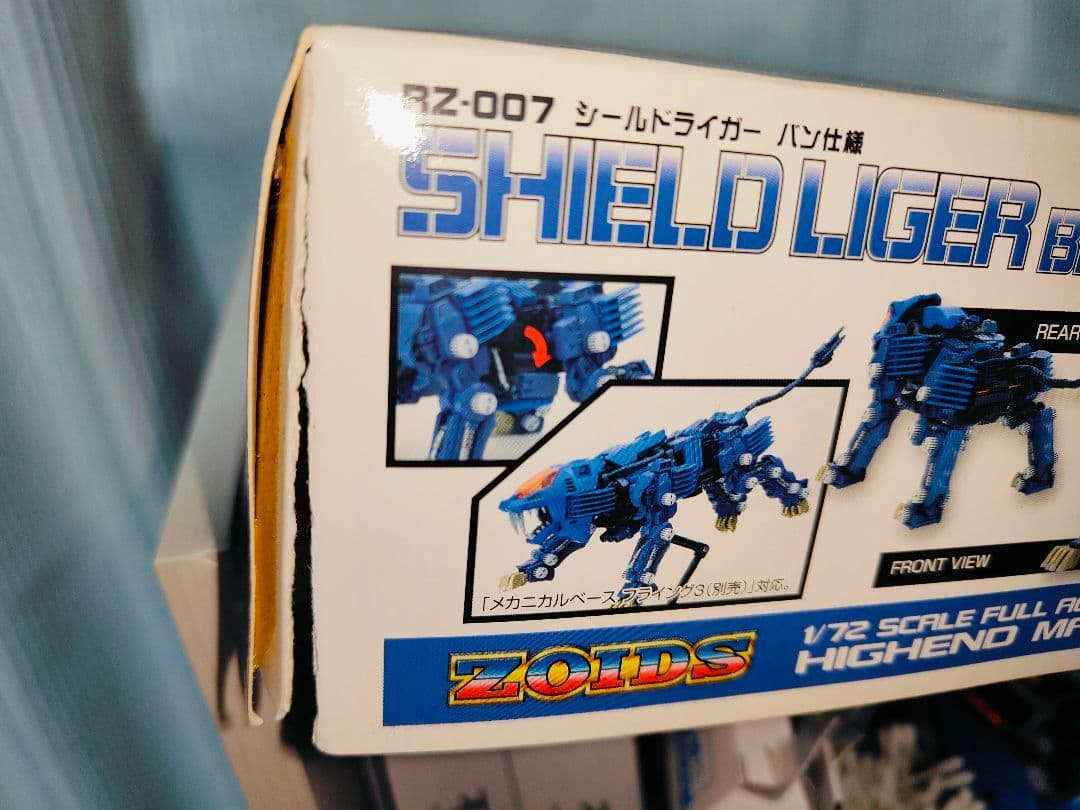 RZ-007 シールドライガー バン仕様
SHIELD LIGER
REAR
「メカニカルベース フライング3(別売)」対応。
FRONT VIEW
ZOIDS
1/72 SCALE FULL
HIGHEND